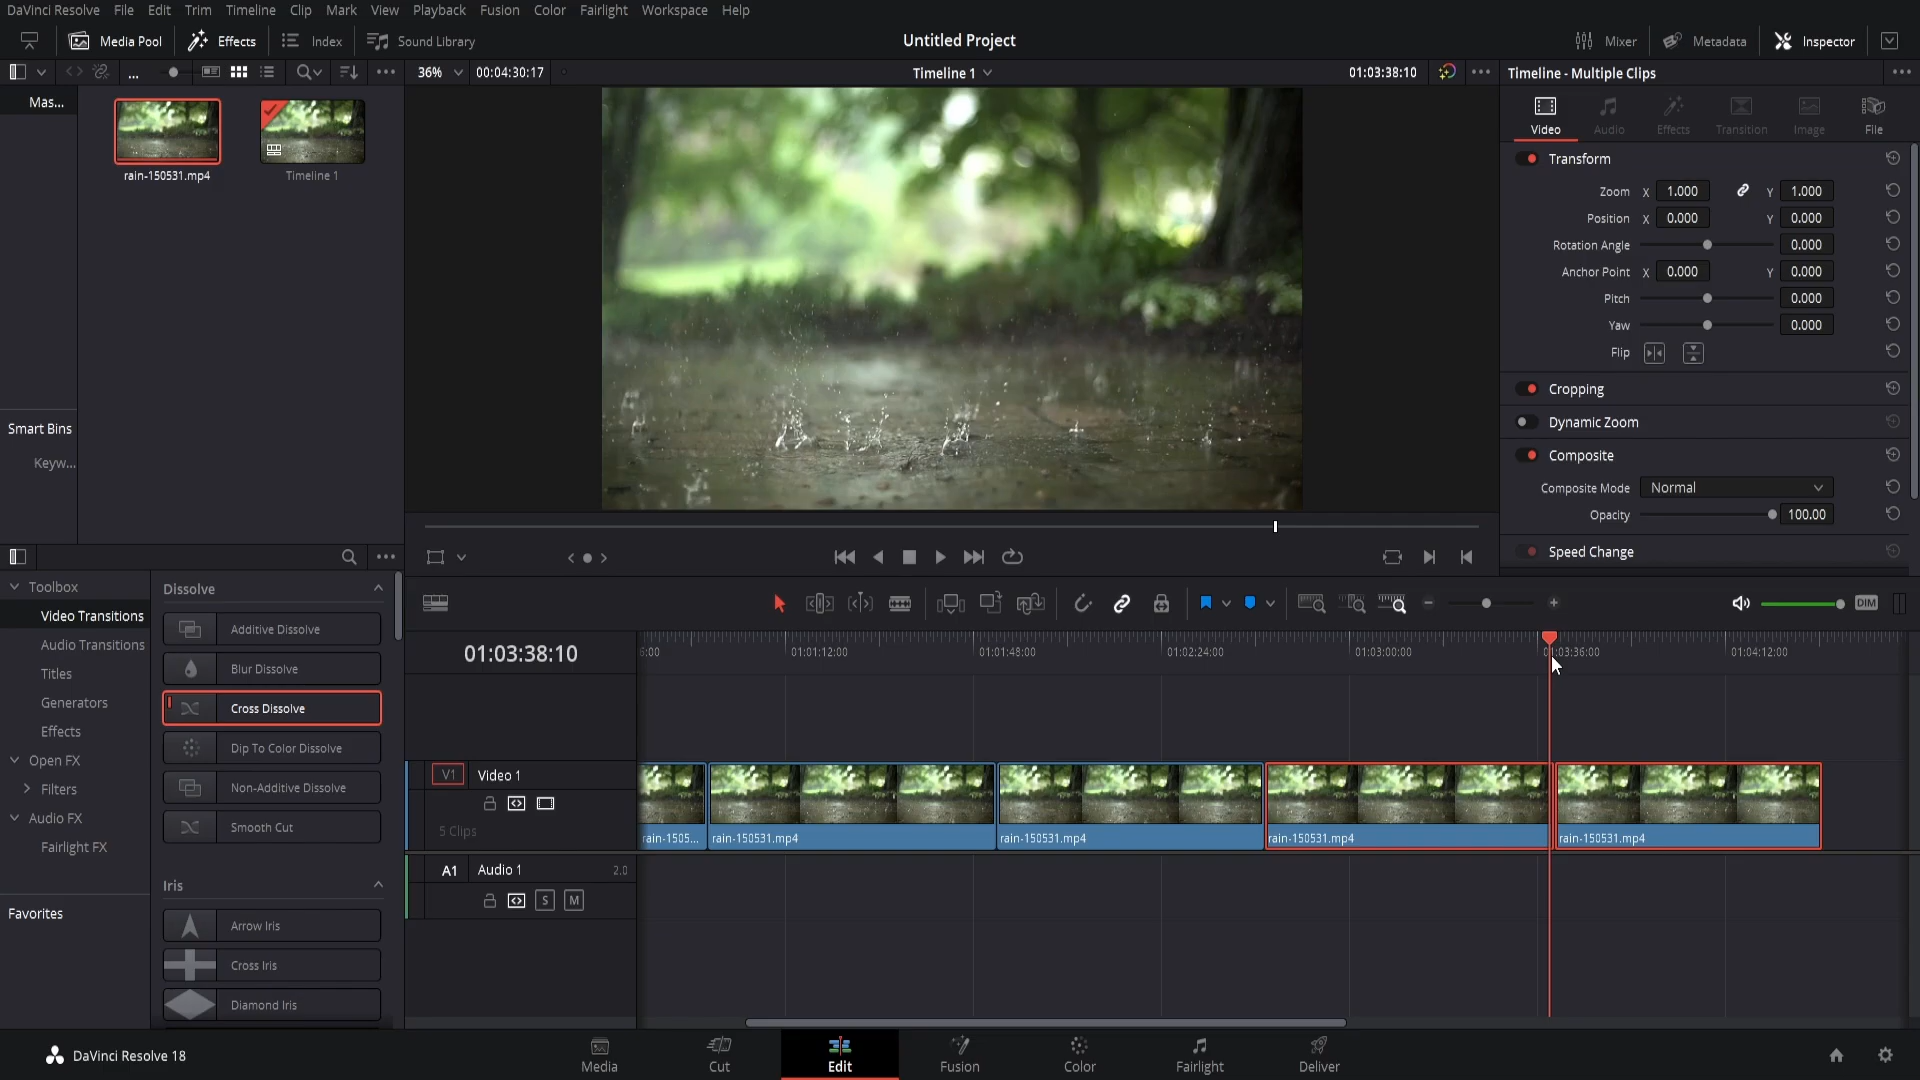 DaVinci Resolve File Edit Trim Timeline Clip Mark View Playback Fusion Color Fairlight Workspace Help
Media Pool Effects Index Sound Library
Untitled Project
Mixer Metadata Inspector
... 36% 00:04:30:17 Timeline 1 01:03:38:10
Timeline - Multiple Clips
Mas...
rain-150531.mp4 Timeline 1
Smart Bins
Keyw...
Video Audio Effects Transition Image File
Transform
Zoom X 1.000 Y 1.000
Position X 0.000 Y 0.000
Rotation Angle 0.000
Anchor Point X 0.000 Y 0.000
Pitch 0.000
Yaw 0.000
Flip
Cropping
Dynamic Zoom
Composite
Composite Mode Normal
Opacity 100.00
Speed Change
Toolbox
Video Transitions
Audio Transitions
Titles
Generators
Effects
Open FX
Filters
Audio FX
Fairlight FX
Favorites
Dissolve
Additive Dissolve
Blur Dissolve
Cross Dissolve
Dip To Color Dissolve
Non-Additive Dissolve
Smooth Cut
Iris
Arrow Iris
Cross Iris
Diamond Iris
DIM
01:03:38:10
6:00 01:01:12:00 01:01:48:00 01:02:24:00 01:03:00:00 01:03:36:00 01:04:12:00
V1 Video 1
5 Clips
rain-1505... rain-150531.mp4 rain-150531.mp4 rain-150531.mp4 rain-150531.mp4
A1 Audio 1 2.0
S M
DaVinci Resolve 18
Media Cut Edit Fusion Color Fairlight Deliver